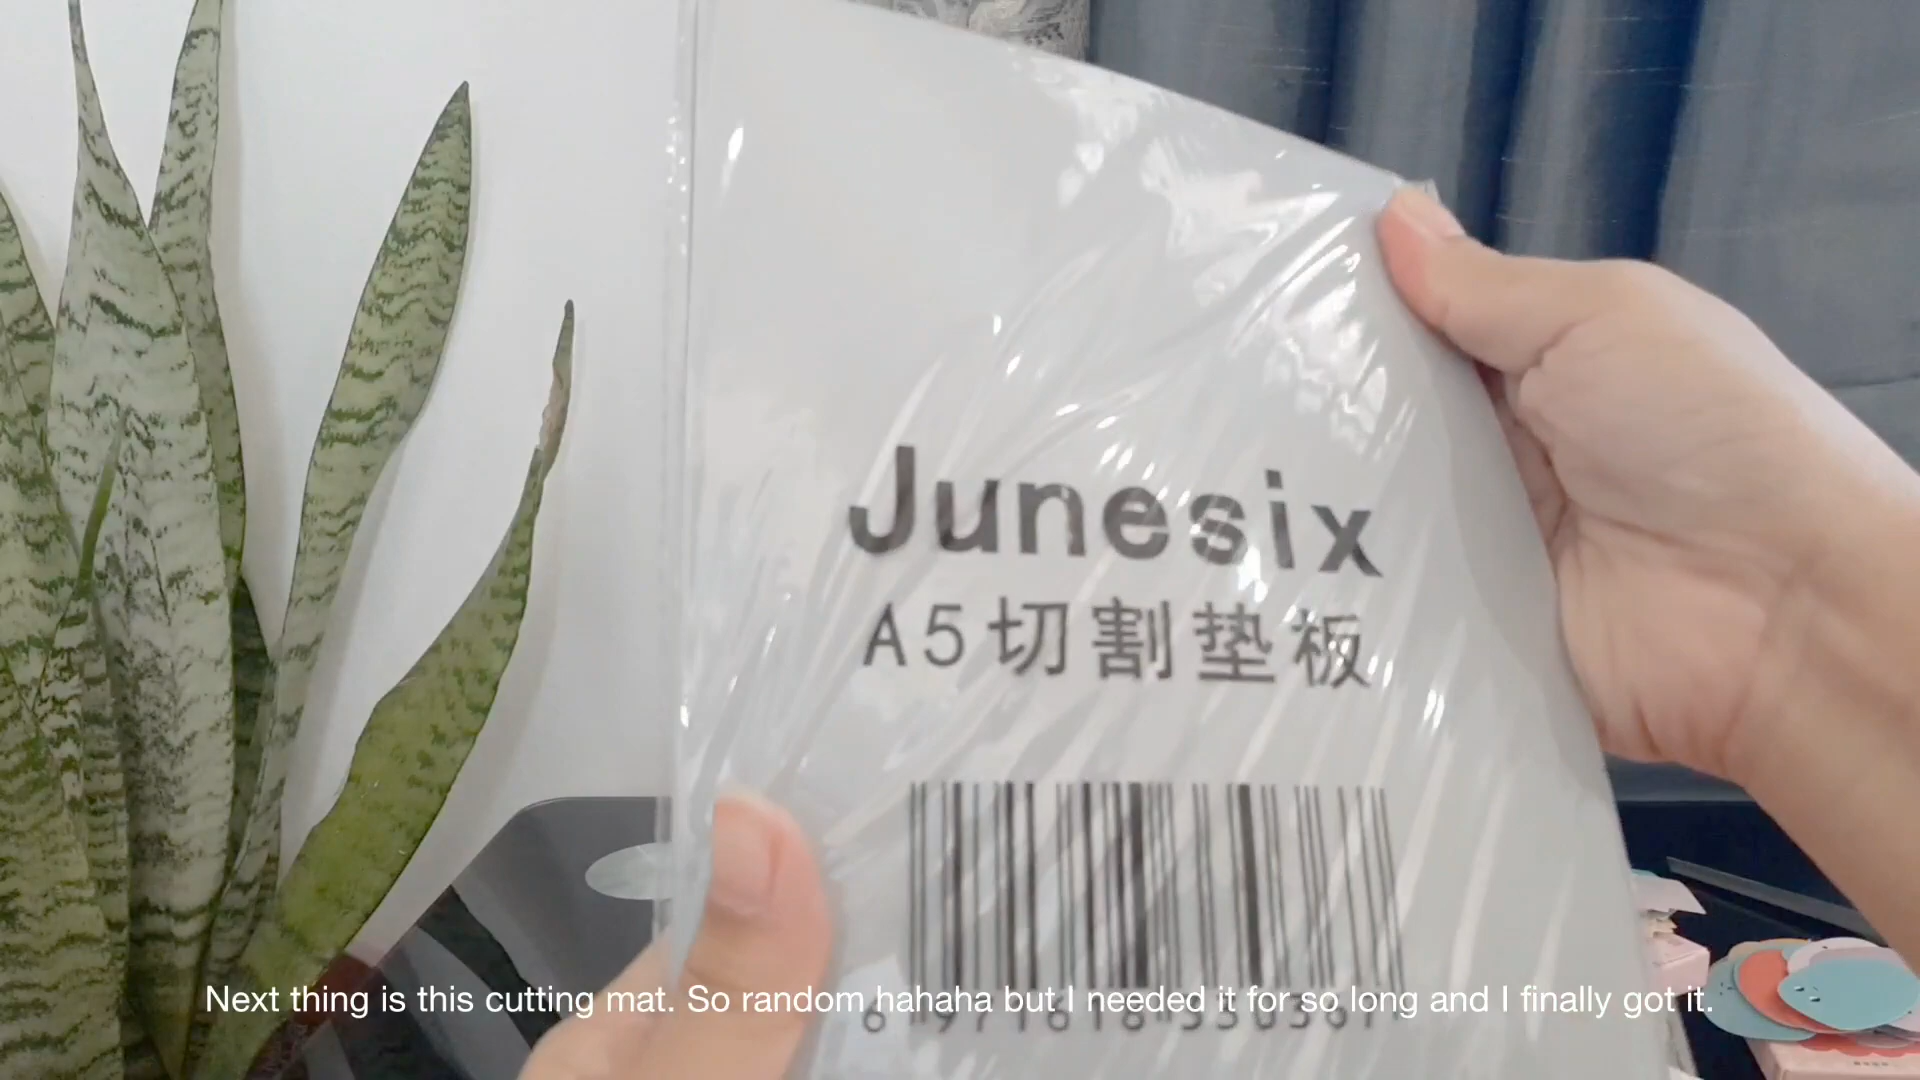 Junesix
A5切割垫板
Next thing is this cutting mat. So random hahaha but I needed it for so long and I finally got it.